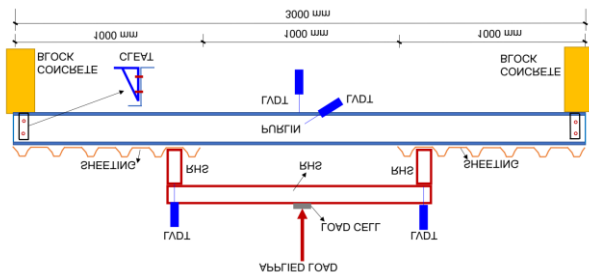 3000 mm
1000 mm
1000 mm
1000 mm
BLOCK
CONCRETE
CLEAT
BLOCK
CONCRETE
LVDT
LVDT
PURLIN
SHEETING
RHS
RHS
RHS
SHEETING
LVDT
LOAD CELL
LVDT
APPLIED LOAD